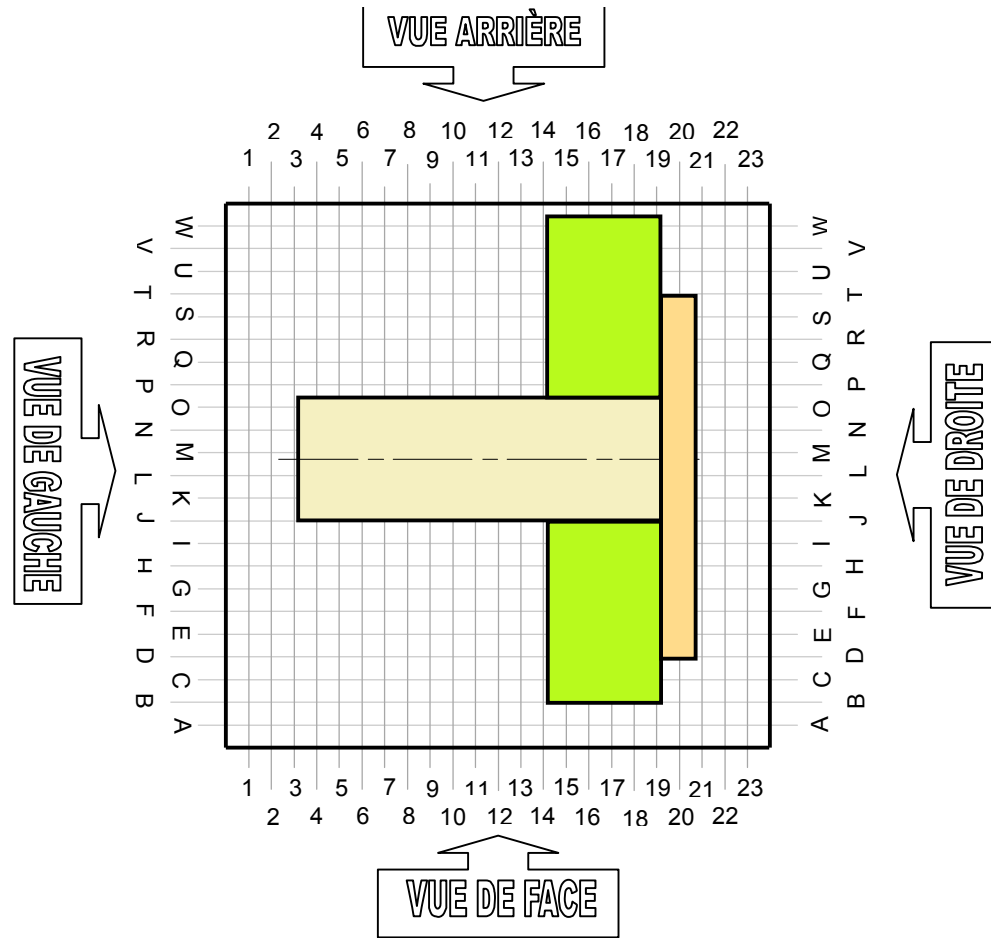 VUE ARRIÈRE
2 4 6 8 10 12 14 16 18 20 22
1 3 5 7 9 11 13 15 17 19 21 23
W W
V V
U U
T T
S S
R R
Q Q
P P
O O
N N
M M
L L
K K
J J
I I
H H
G G
F F
E E
D D
C C
B B
A A
VUE DE GAUCHE
VUE DE DROITE
1 3 5 7 9 11 13 15 17 19 21 23
2 4 6 8 10 12 14 16 18 20 22
VUE DE FACE